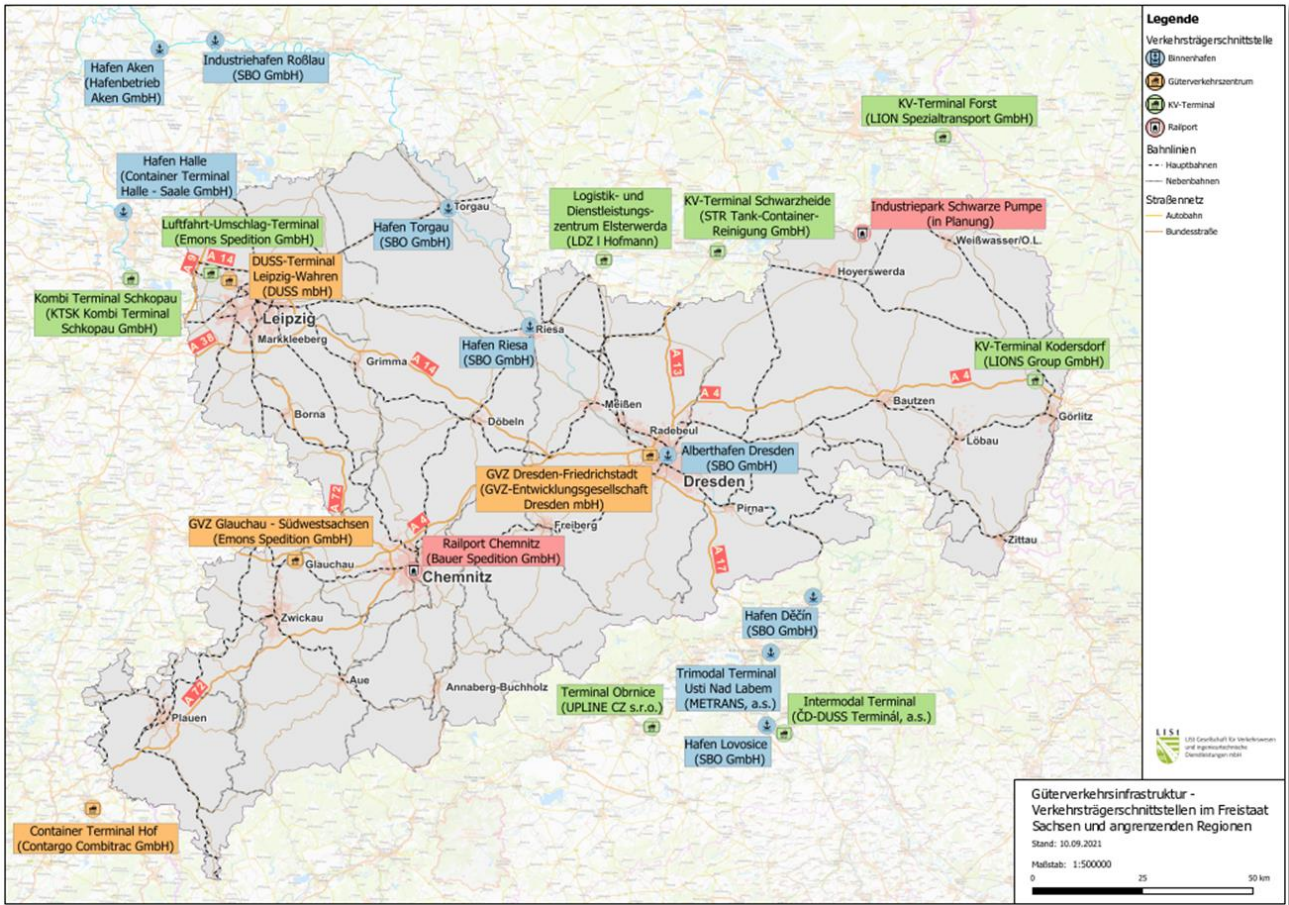 Hafen Aken
(Hafenbetrieb
Aken GmbH)
Industriehafen Roßlau
(SBO GmbH)
KV-Terminal Forst
(LION Spezialtransport GmbH)
Hafen Halle
(Container Terminal
Halle - Saale GmbH)
Luftfahrt-Umschlag-Terminal
(Emons Spedition GmbH)
Hafen Torgau
(SBO GmbH)
Torgau
Logistik- und
Dienstleistungs-
zentrum Elsterwerda
(LDZ I Hofmann)
KV-Terminal Schwarzheide
(STR Tank-Container-
Reinigung GmbH)
Industriepark Schwarze Pumpe
(in Planung)
Weißwasser/O.L.
Hoyerswerda
A 9
A 14
DUSS-Terminal
Leipzig-Wahren
(DUSS mbH)
Kombi Terminal Schkopau
(KTSK Kombi Terminal
Schkopau GmbH)
Leipzig
Markkleeberg
A 38
Grimma
A 14
Hafen Riesa
(SBO GmbH)
Riesa
A 13
A 4
A 4
KV-Terminal Kodersdorf
(LIONS Group GmbH)
Bautzen
Görlitz
Löbau
Borna
Döbeln
Meißen
Radebeul
Alberthafen Dresden
(SBO GmbH)
Dresden
GVZ Dresden-Friedrichstadt
(GVZ-Entwicklungsgesellschaft
Dresden mbH)
Pirna
Freiberg
A 17
Zittau
A 72
A 4
GVZ Glauchau - Südwestsachsen
(Emons Spedition GmbH)
Glauchau
Railport Chemnitz
(Bauer Spedition GmbH)
Chemnitz
Zwickau
Aue
Annaberg-Buchholz
A 72
Plauen
Hafen Děčín
(SBO GmbH)
Trimodal Terminal
Usti Nad Labem
(METRANS, a.s.)
Terminal Obrnice
(UPLINE CZ s.r.o.)
Intermodal Terminal
(ČD-DUSS Terminál, a.s.)
Hafen Lovosice
(SBO GmbH)
Container Terminal Hof
(Contargo Combitrac GmbH)
Legende
Verkehrsträgerschnittstelle
Binnenhafen
Güterverkehrszentrum
KV-Terminal
Railport
Bahnlinien
Hauptbahnen
Nebenbahnen
Straßennetz
Autobahn
Bundesstraße
LISt
LISt Gesellschaft für Verkehrswesen
und ingenieurtechnische
Dienstleistungen mbH
Güterverkehrsinfrastruktur -
Verkehrsträgerschnittstellen im Freistaat
Sachsen und angrenzenden Regionen
Stand: 10.09.2021
Maßstab: 1:500000
0 25 50 km